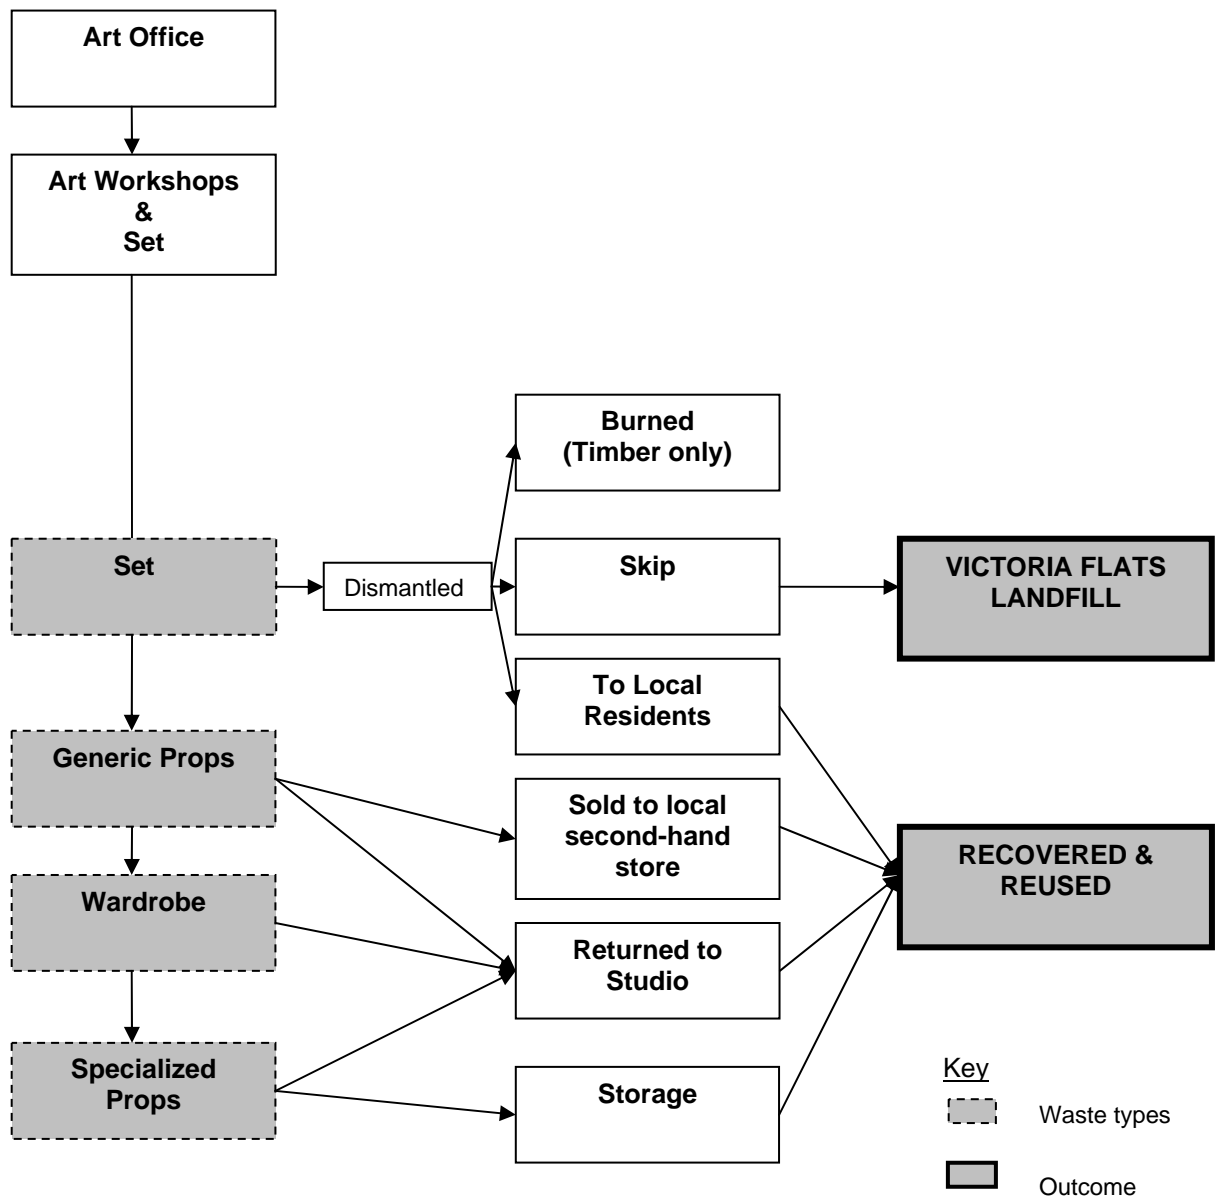 Art Office
Art Workshops
&
Set
Burned
(Timber only)
Set
Dismantled
Skip
VICTORIA FLATS
LANDFILL
To Local
Residents
Generic Props
Sold to local
second-hand
store
RECOVERED &
REUSED
Wardrobe
Returned to
Studio
Specialized
Props
Storage
Key
Waste types
Outcome